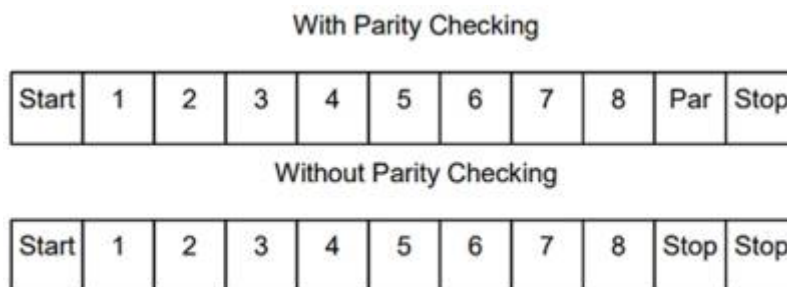 With Parity Checking
Start 1 2 3 4 5 6 7 8 Par Stop
Without Parity Checking
Start 1 2 3 4 5 6 7 8 Stop Stop